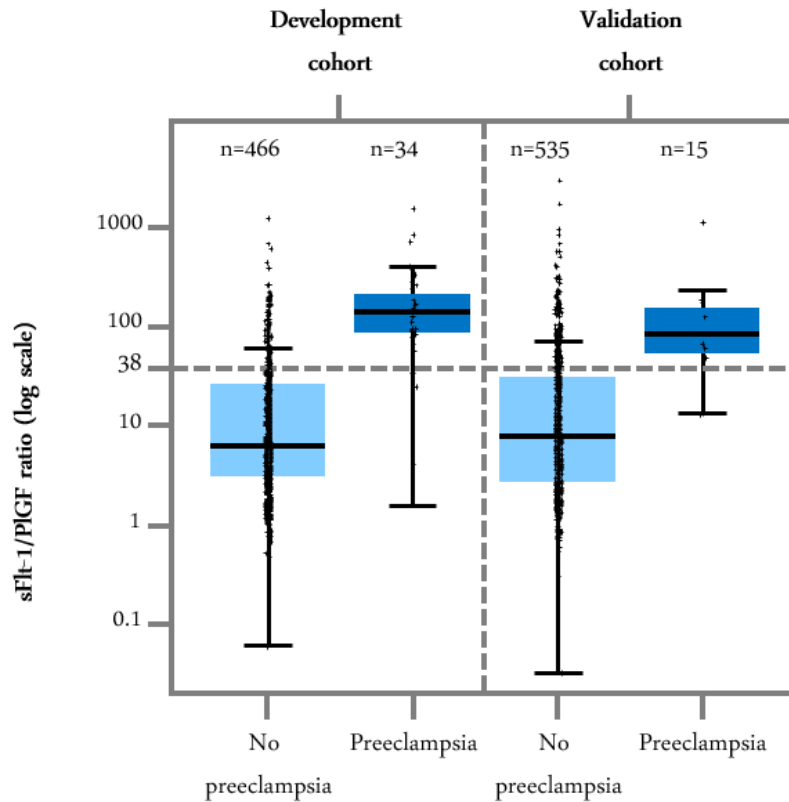 Development
cohort
Validation
cohort
n=466
n=34
n=535
n=15
1000
100
38
10
1
0.1
sFlt-1/PlGF ratio (log scale)
No
preeclampsia
Preeclampsia
No
preeclampsia
Preeclampsia